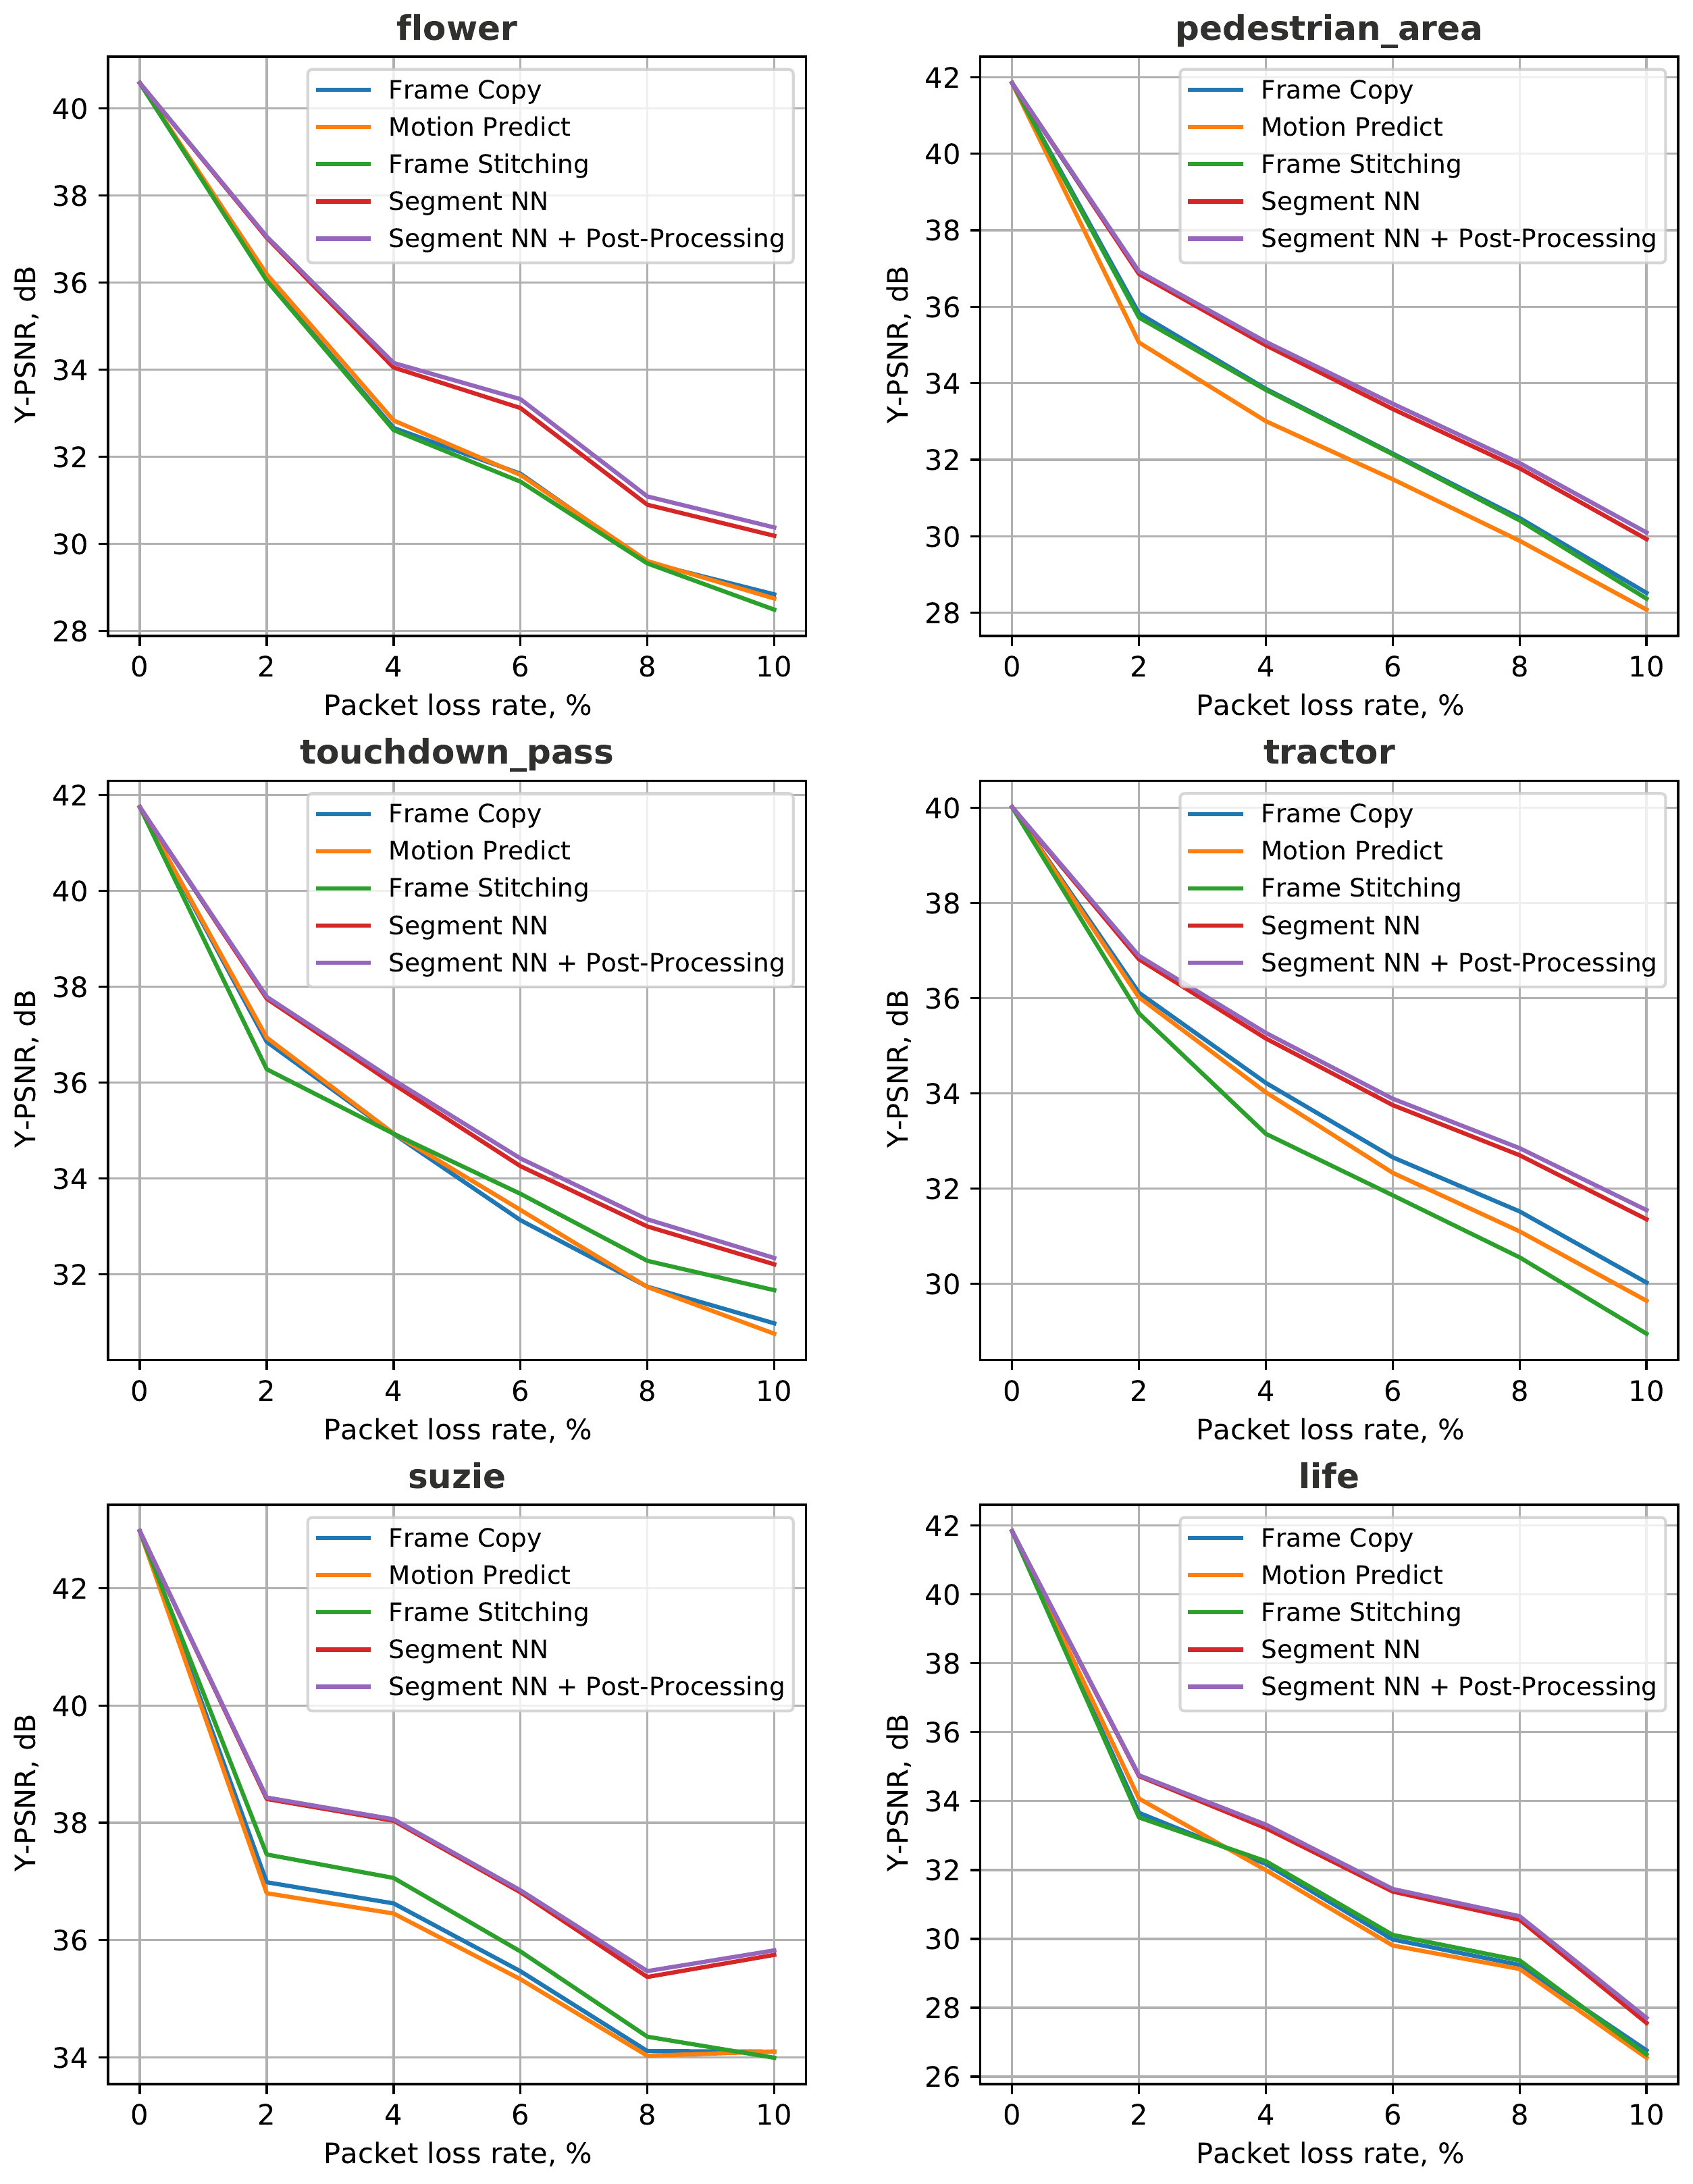 flower
40
38
36
34
32
30
28
Y-PSNR, dB
Frame Copy
Motion Predict
Frame Stitching
Segment NN
Segment NN + Post-Processing
0 2 4 6 8 10
Packet loss rate, %
pedestrian_area
42
40
38
36
34
32
30
28
Y-PSNR, dB
Frame Copy
Motion Predict
Frame Stitching
Segment NN
Segment NN + Post-Processing
0 2 4 6 8 10
Packet loss rate, %
touchdown_pass
42
40
38
36
34
32
Y-PSNR, dB
Frame Copy
Motion Predict
Frame Stitching
Segment NN
Segment NN + Post-Processing
0 2 4 6 8 10
Packet loss rate, %
tractor
40
38
36
34
32
30
Y-PSNR, dB
Frame Copy
Motion Predict
Frame Stitching
Segment NN
Segment NN + Post-Processing
0 2 4 6 8 10
Packet loss rate, %
suzie
42
40
38
36
34
Y-PSNR, dB
Frame Copy
Motion Predict
Frame Stitching
Segment NN
Segment NN + Post-Processing
0 2 4 6 8 10
Packet loss rate, %
life
42
40
38
36
34
32
30
28
26
Y-PSNR, dB
Frame Copy
Motion Predict
Frame Stitching
Segment NN
Segment NN + Post-Processing
0 2 4 6 8 10
Packet loss rate, %